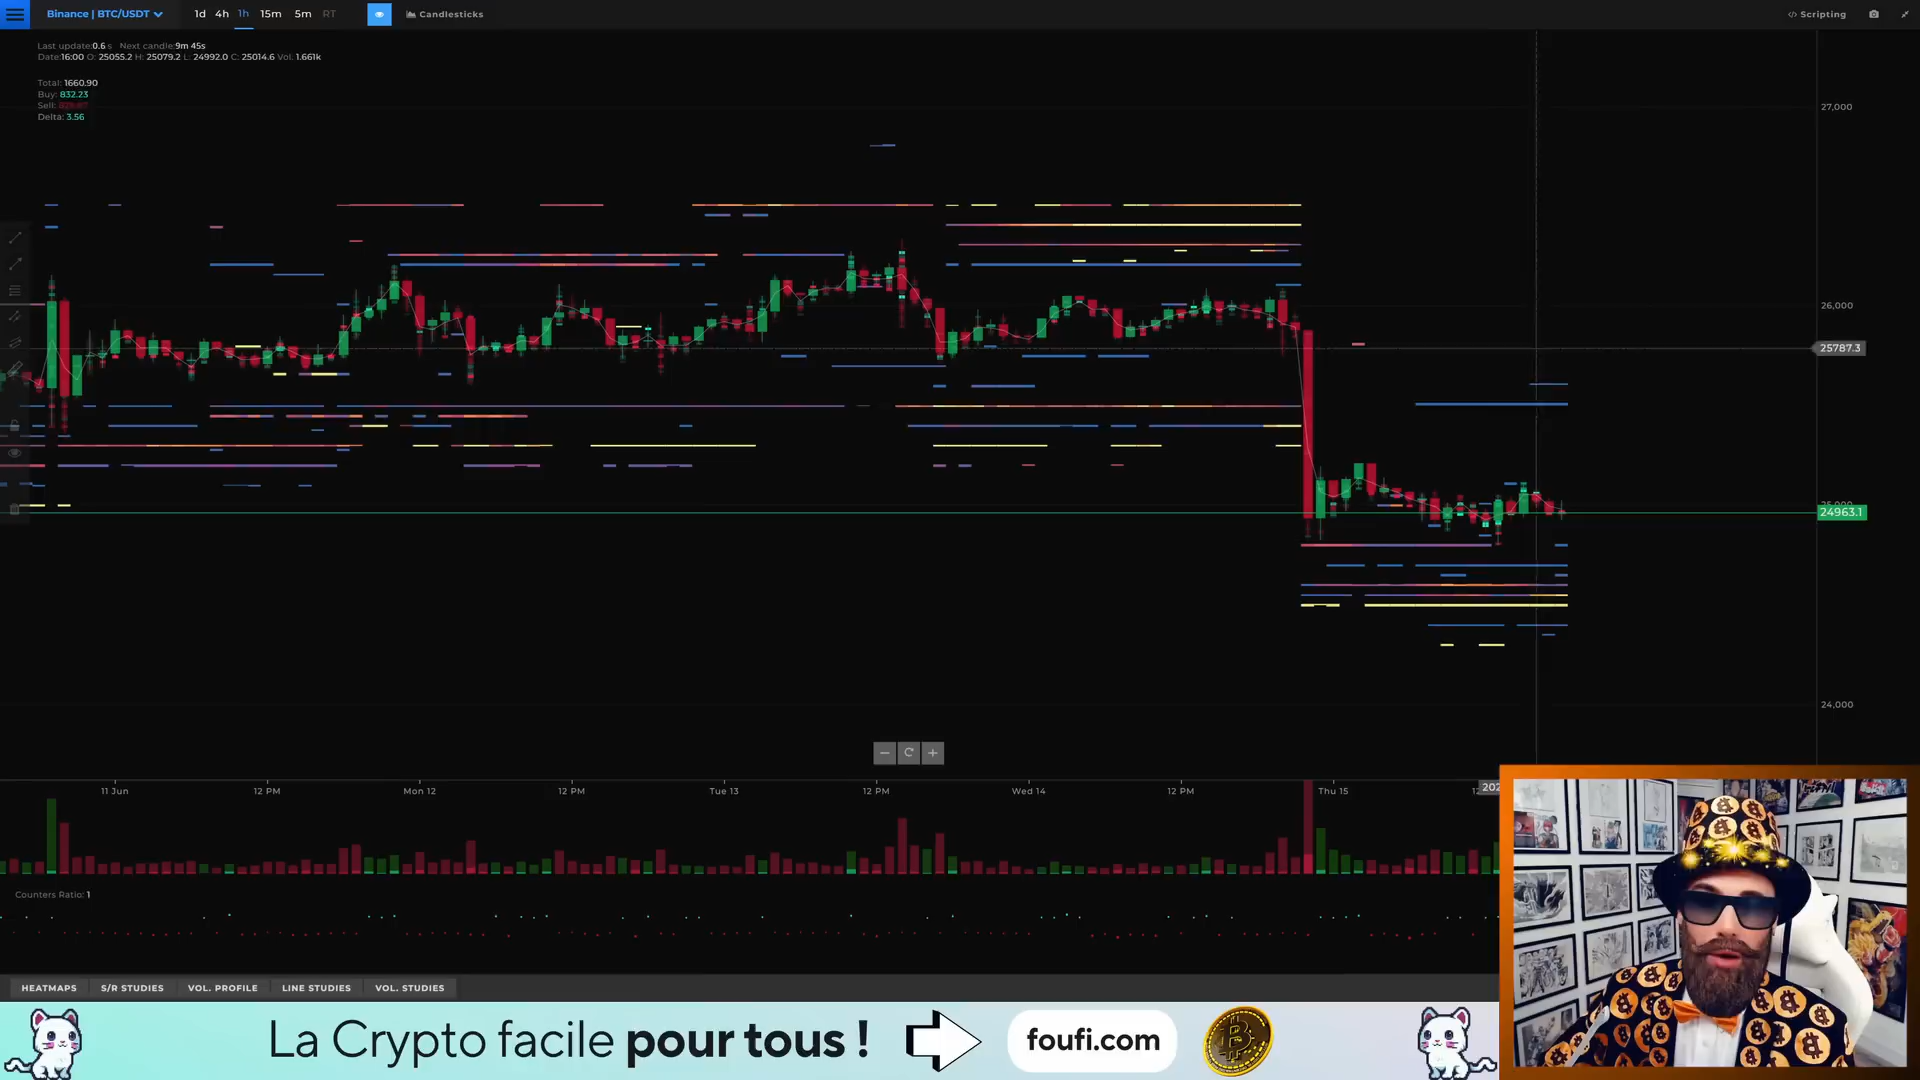 Binance | BTC/USDT 1d 4h 1h 15m 5m RT Candlesticks Scripting
Last update:0.6 s Next candle:9m 45s
Date:16:00 O: 25055.2 H: 25079.2 L: 24992.0 C: 25014.6 Vol: 1.661k
Total: 1660.90
Buy: 832.23
Sell:
Delta: 3.56
27,000
26,000
25787.3
24963.1
24,000
11 Jun 12 PM Mon 12 12 PM Tue 13 12 PM Wed 14 12 PM Thu 15
Counters Ratio: 1
HEATMAPS S/R STUDIES VOL. PROFILE LINE STUDIES VOL. STUDIES
La Crypto facile pour tous ! foufi.com